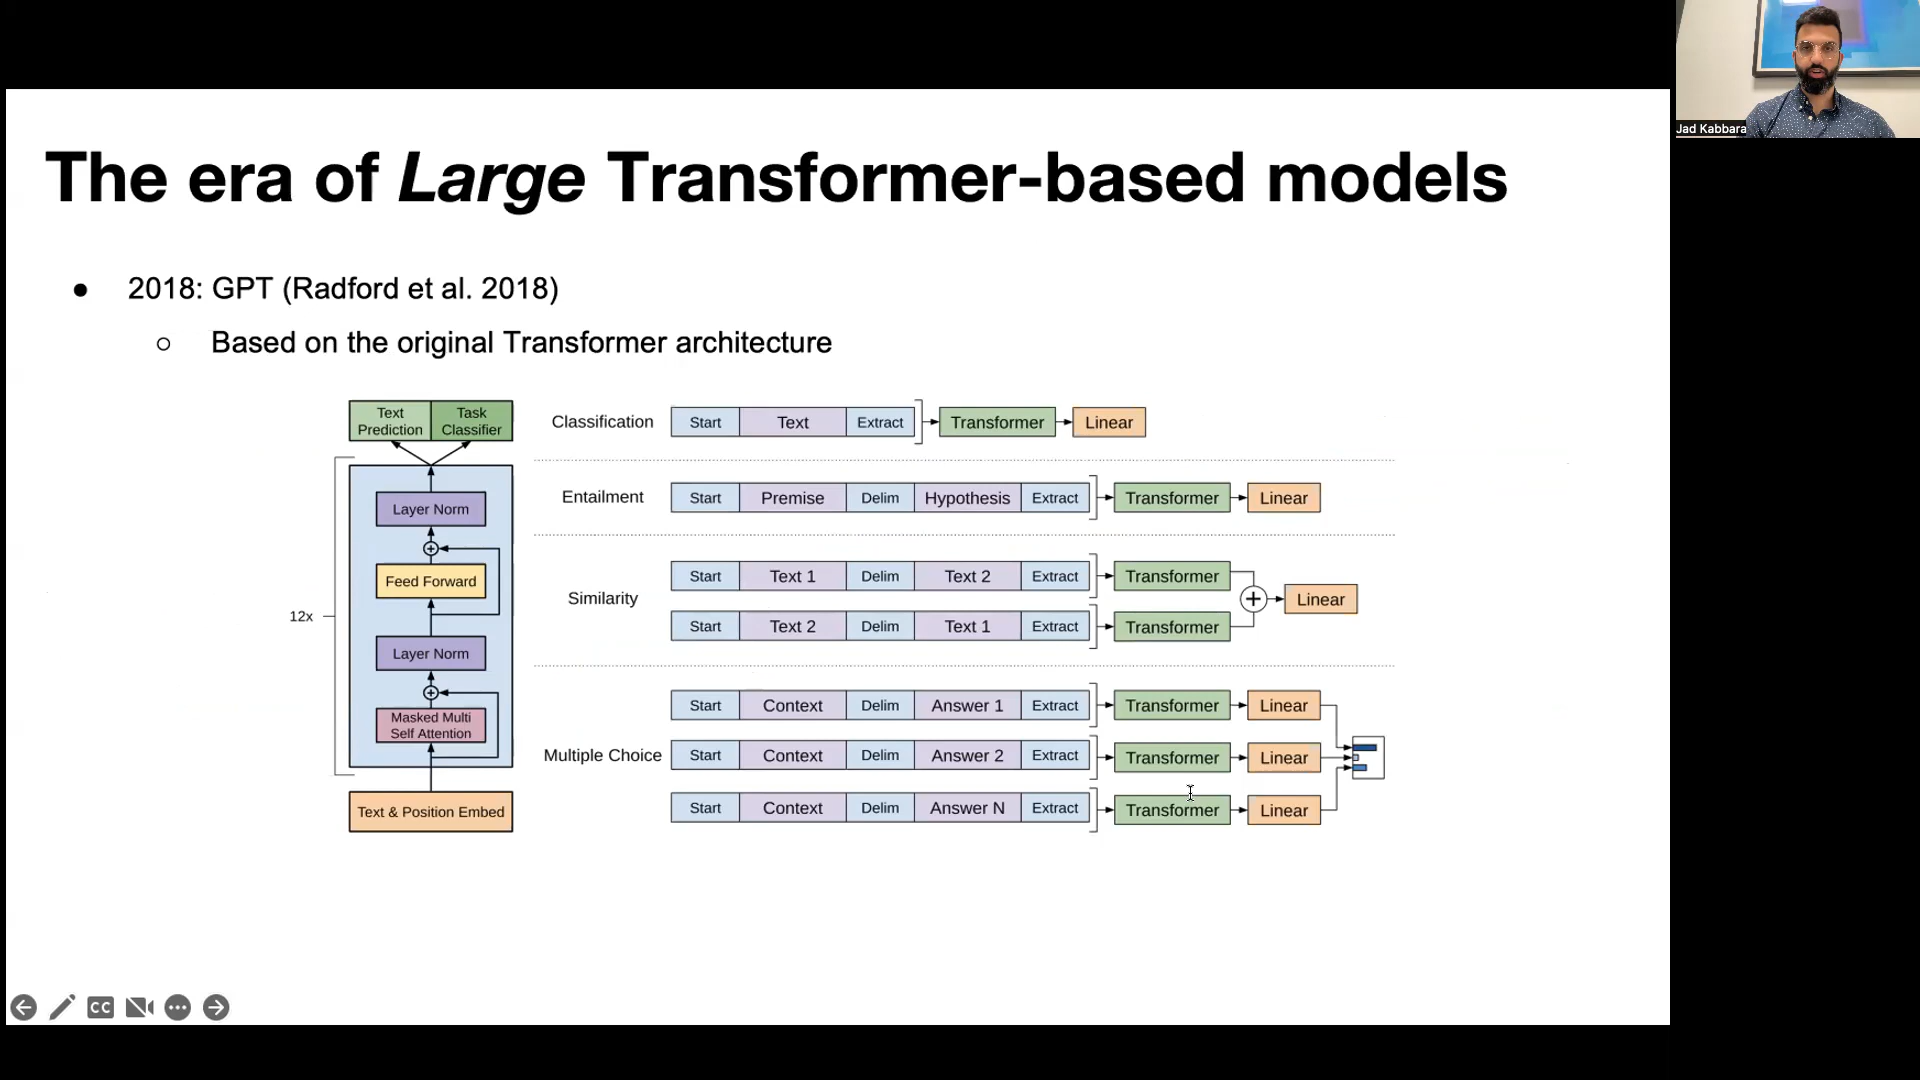 Jad Kabbara
The era of Large Transformer-based models
● 2018: GPT (Radford et al. 2018)
○ Based on the original Transformer architecture
Text Prediction
Task Classifier
Layer Norm
Feed Forward
12x
Layer Norm
Masked Multi
Self Attention
Text & Position Embed
Classification Start Text Extract Transformer Linear
Entailment Start Premise Delim Hypothesis Extract Transformer Linear
Similarity
Start Text 1 Delim Text 2 Extract Transformer
Start Text 2 Delim Text 1 Extract Transformer
+ Linear
Multiple Choice
Start Context Delim Answer 1 Extract Transformer Linear
Start Context Delim Answer 2 Extract Transformer Linear
Start Context Delim Answer N Extract Transformer Linear
CC